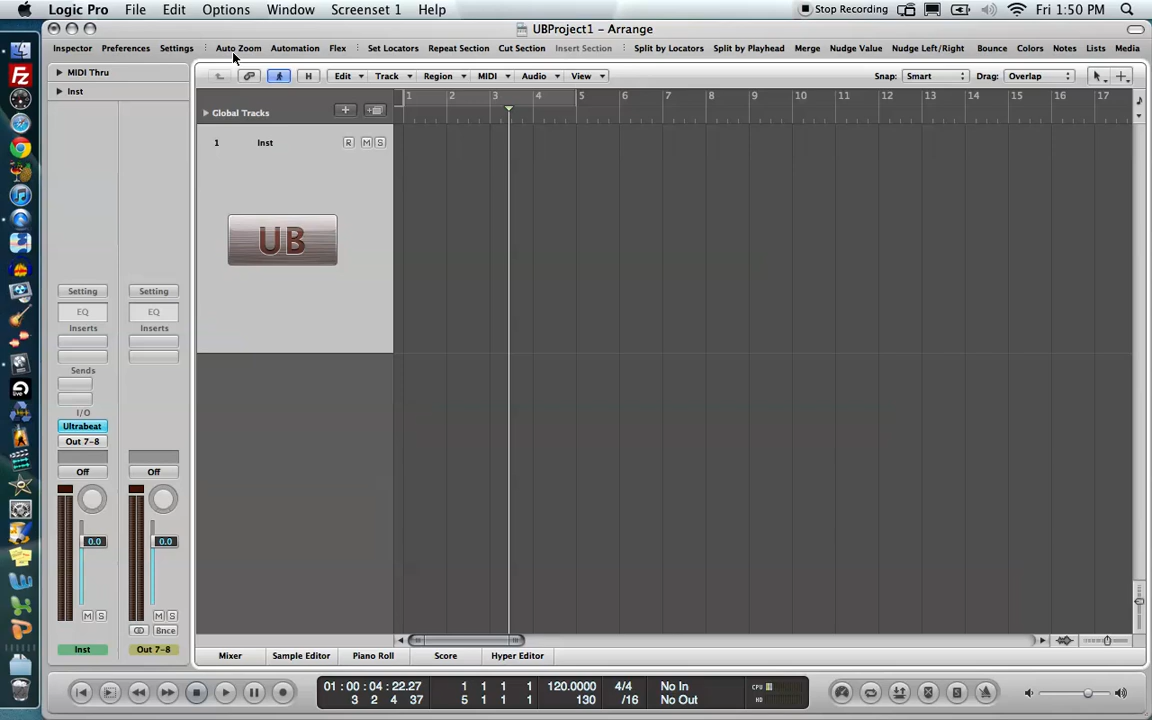 Logic Pro File Edit Options Window Screenset 1 Help Stop Recording Fri 1:50 PM
UBProject1 – Arrange
Inspector Preferences Settings Auto Zoom Automation Flex Set Locators Repeat Section Cut Section Insert Section Split by Locators Split by Playhead Merge Nudge Value Nudge Left/Right Bounce Colors Notes Lists Media
MIDI Thru H Edit Track Region MIDI Audio View Snap: Smart Drag: Overlap
Inst
1 2 3 4 5 6 7 8 9 10 11 12 13 14 15 16 17
Global Tracks
1 Inst R M S
UB
Setting Setting
EQ EQ
Inserts Inserts
Sends
I/O
Ultrabeat
Out 7-8
Off Off
0.0 0.0
M S M S
Bnce
Inst Out 7-8
Mixer Sample Editor Piano Roll Score Hyper Editor
01 : 00 : 04 : 22.27 1 1 1 1 120.0000 4/4 No In CPU
3 2 4 37 5 1 1 1 130 /16 No Out HD